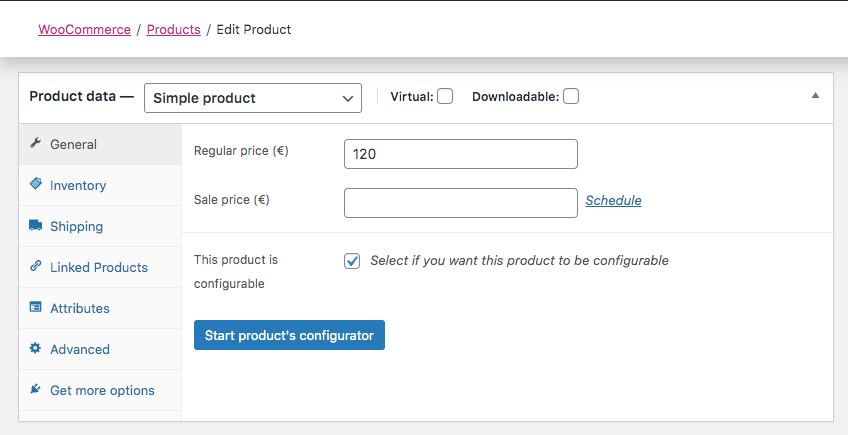 WooCommerce / Products / Edit Product
Product data — Simple product Virtual: Downloadable:
General
Inventory
Shipping
Linked Products
Attributes
Advanced
Get more options
Regular price (€) 120
Sale price (€) Schedule
This product is
configurable
Select if you want this product to be configurable
Start product's configurator